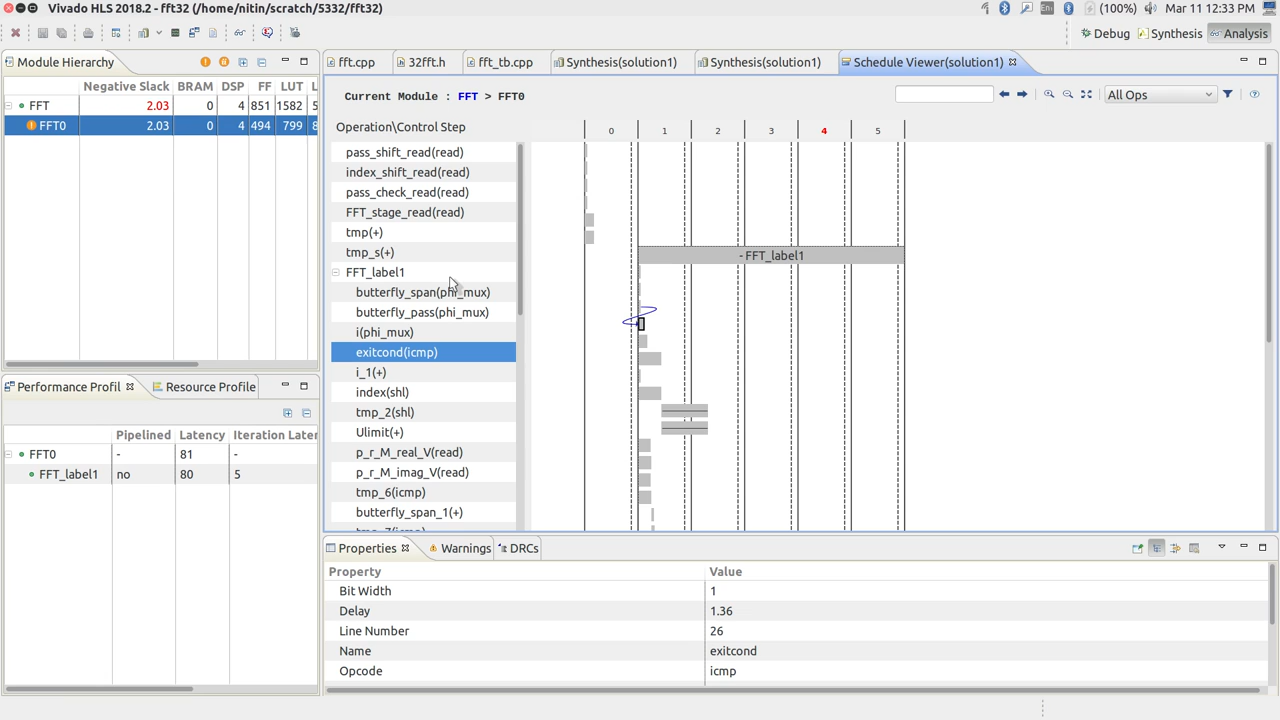 Vivado HLS 2018.2 - fft32 (/home/nitin/scratch/5332/fft32)
En (100%) Mar 11 12:33 PM
Debug Synthesis Analysis
Module Hierarchy
Negative Slack BRAM DSP FF LUT
FFT 2.03 0 4 851 1582
FFT0 2.03 0 4 494 799
fft.cpp 32fft.h fft_tb.cpp Synthesis(solution1) Synthesis(solution1) Schedule Viewer(solution1)
Current Module : FFT > FFT0
All Ops
Operation\Control Step
0 1 2 3 4 5
pass_shift_read(read)
index_shift_read(read)
pass_check_read(read)
FFT_stage_read(read)
tmp(+)
tmp_s(+)
FFT_label1
- FFT_label1
butterfly_span(phi_mux)
butterfly_pass(phi_mux)
i(phi_mux)
exitcond(icmp)
i_1(+)
index(shl)
tmp_2(shl)
Ulimit(+)
p_r_M_real_V(read)
p_r_M_imag_V(read)
tmp_6(icmp)
butterfly_span_1(+)
tmp_7(icmp)
Performance Profil Resource Profile
Pipelined Latency Iteration Laten
FFT0 - 81 -
FFT_label1 no 80 5
Properties Warnings DRCs
Property Value
Bit Width 1
Delay 1.36
Line Number 26
Name exitcond
Opcode icmp